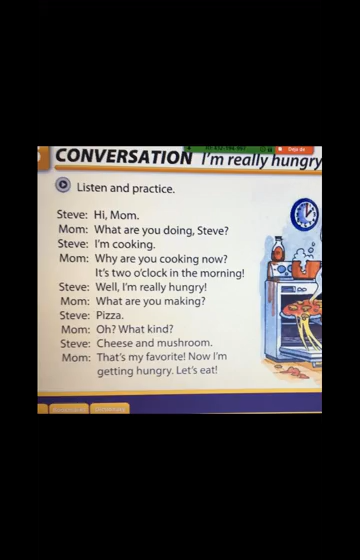 Deja de
CONVERSATION I'm really hungry
Listen and practice.
Steve: Hi, Mom.
Mom: What are you doing, Steve?
Steve: I'm cooking.
Mom: Why are you cooking now?
It's two o'clock in the morning!
Steve: Well, I'm really hungry!
Mom: What are you making?
Steve: Pizza.
Mom: Oh? What kind?
Steve: Cheese and mushroom.
Mom: That's my favorite! Now I'm
getting hungry. Let's eat!